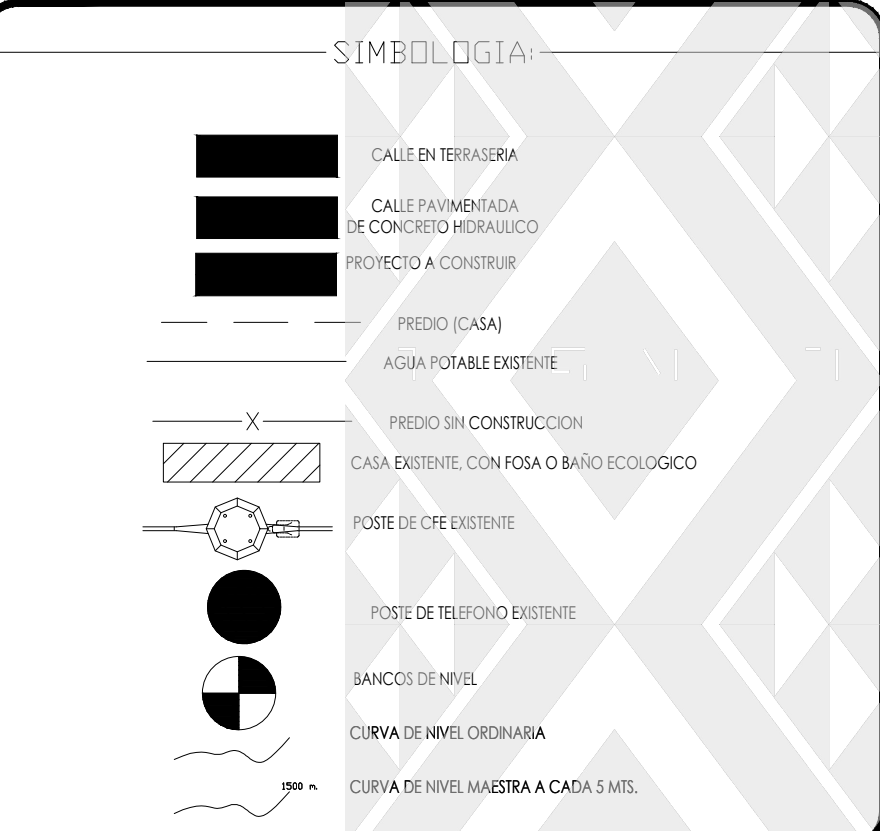 SIMBOLOGIA:
CALLE EN TERRASERIA
CALLE PAVIMENTADA
DE CONCRETO HIDRAULICO
PROYECTO A CONSTRUIR
PREDIO (CASA)
AGUA POTABLE EXISTENTE
X
PREDIO SIN CONSTRUCCION
CASA EXISTENTE, CON FOSA O BAÑO ECOLOGICO
POSTE DE CFE EXISTENTE
POSTE DE TELEFONO EXISTENTE
BANCOS DE NIVEL
CURVA DE NIVEL ORDINARIA
1500 m.
CURVA DE NIVEL MAESTRA A CADA 5 MTS.